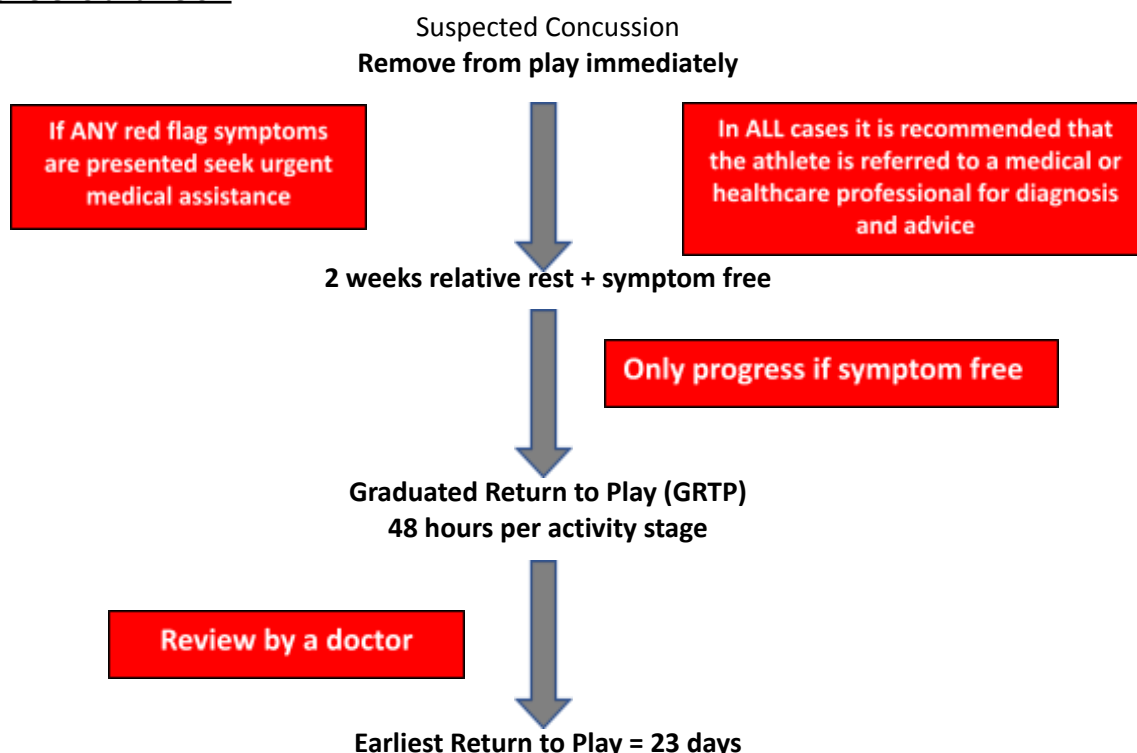 Suspected Concussion
Remove from play immediately
If ANY red flag symptoms
are presented seek urgent
medical assistance
In ALL cases it is recommended that
the athlete is referred to a medical or
healthcare professional for diagnosis
and advice
2 weeks relative rest + symptom free
Only progress if symptom free
Graduated Return to Play (GRTP)
48 hours per activity stage
Review by a doctor
Earliest Return to Play = 23 days